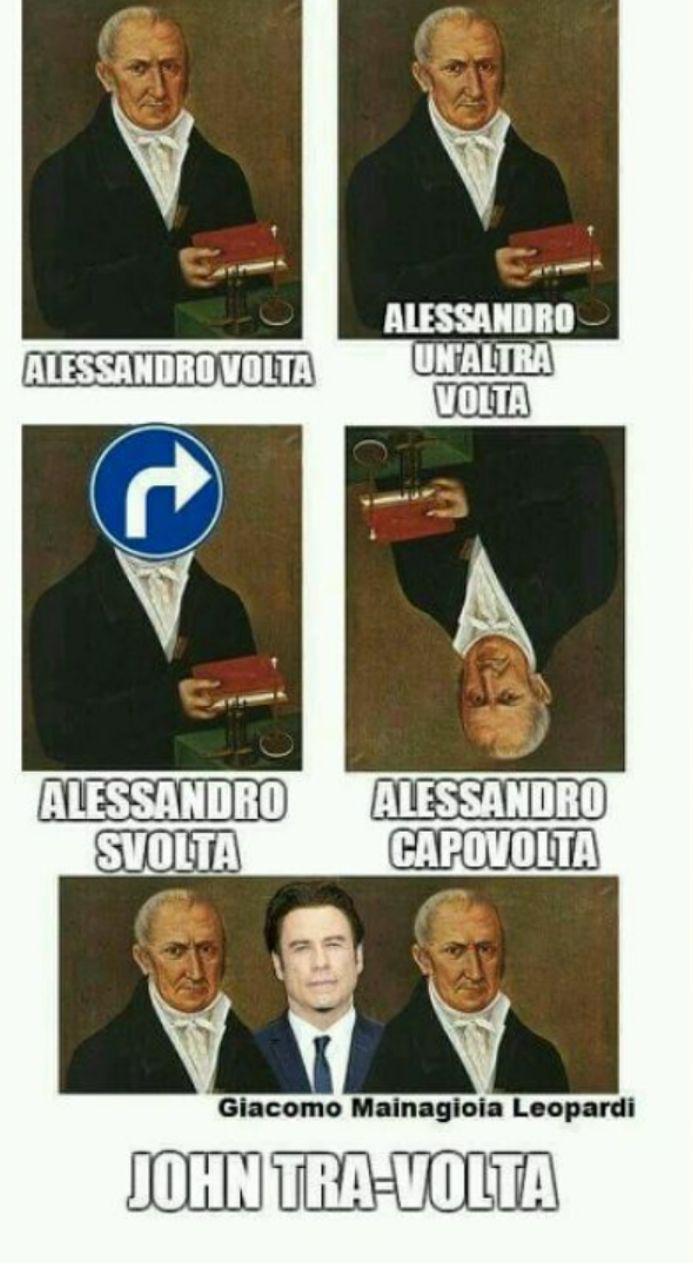 ALESSANDRO VOLTA
ALESSANDRO
UN'ALTRA
VOLTA
ALESSANDRO
SVOLTA
ALESSANDRO
CAPOVOLTA
Giacomo Mainagioia Leopardi
JOHN TRA-VOLTA